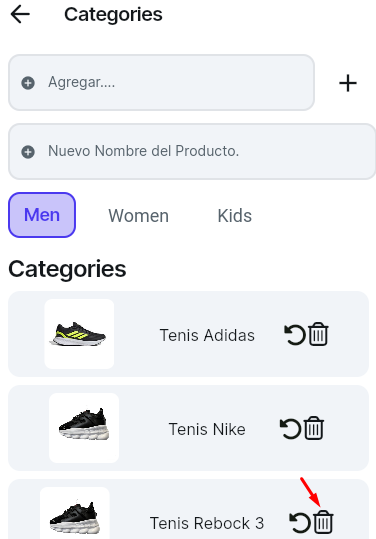 Categories
Agregar....
Nuevo Nombre del Producto.
Men Women Kids
Categories
Tenis Adidas
Tenis Nike
Tenis Rebock 3